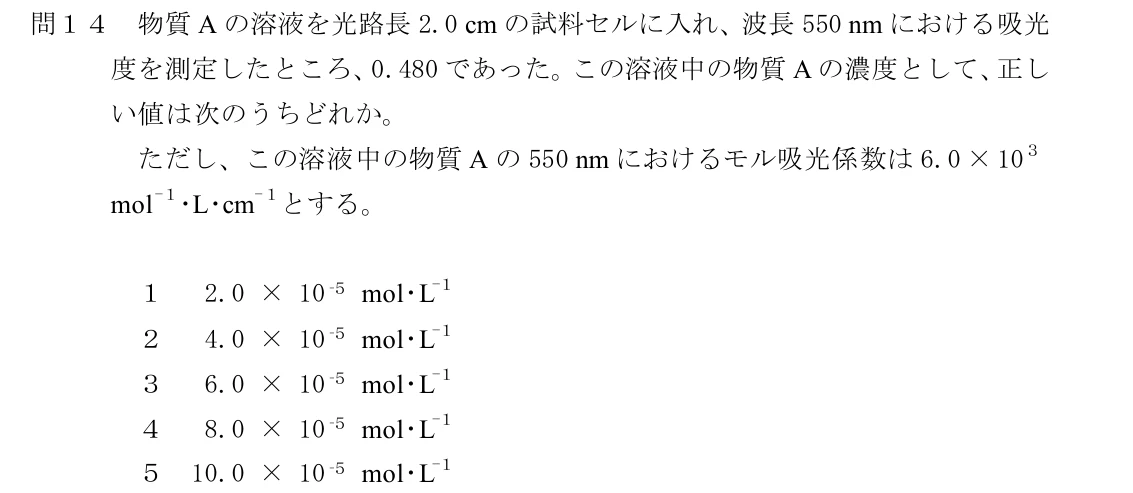 問１４　物質 A の溶液を光路長 2.0 cm の試料セルに入れ、波長 550 nm における吸光
度を測定したところ、0.480 であった。この溶液中の物質 A の濃度として、正し
い値は次のうちどれか。
ただし、この溶液中の物質 A の 550 nm におけるモル吸光係数は 6.0×10³
mol⁻¹・L・cm⁻¹とする。
１　2.0 × 10⁻⁵ mol・L⁻¹
２　4.0 × 10⁻⁵ mol・L⁻¹
３　6.0 × 10⁻⁵ mol・L⁻¹
４　8.0 × 10⁻⁵ mol・L⁻¹
５　10.0 × 10⁻⁵ mol・L⁻¹